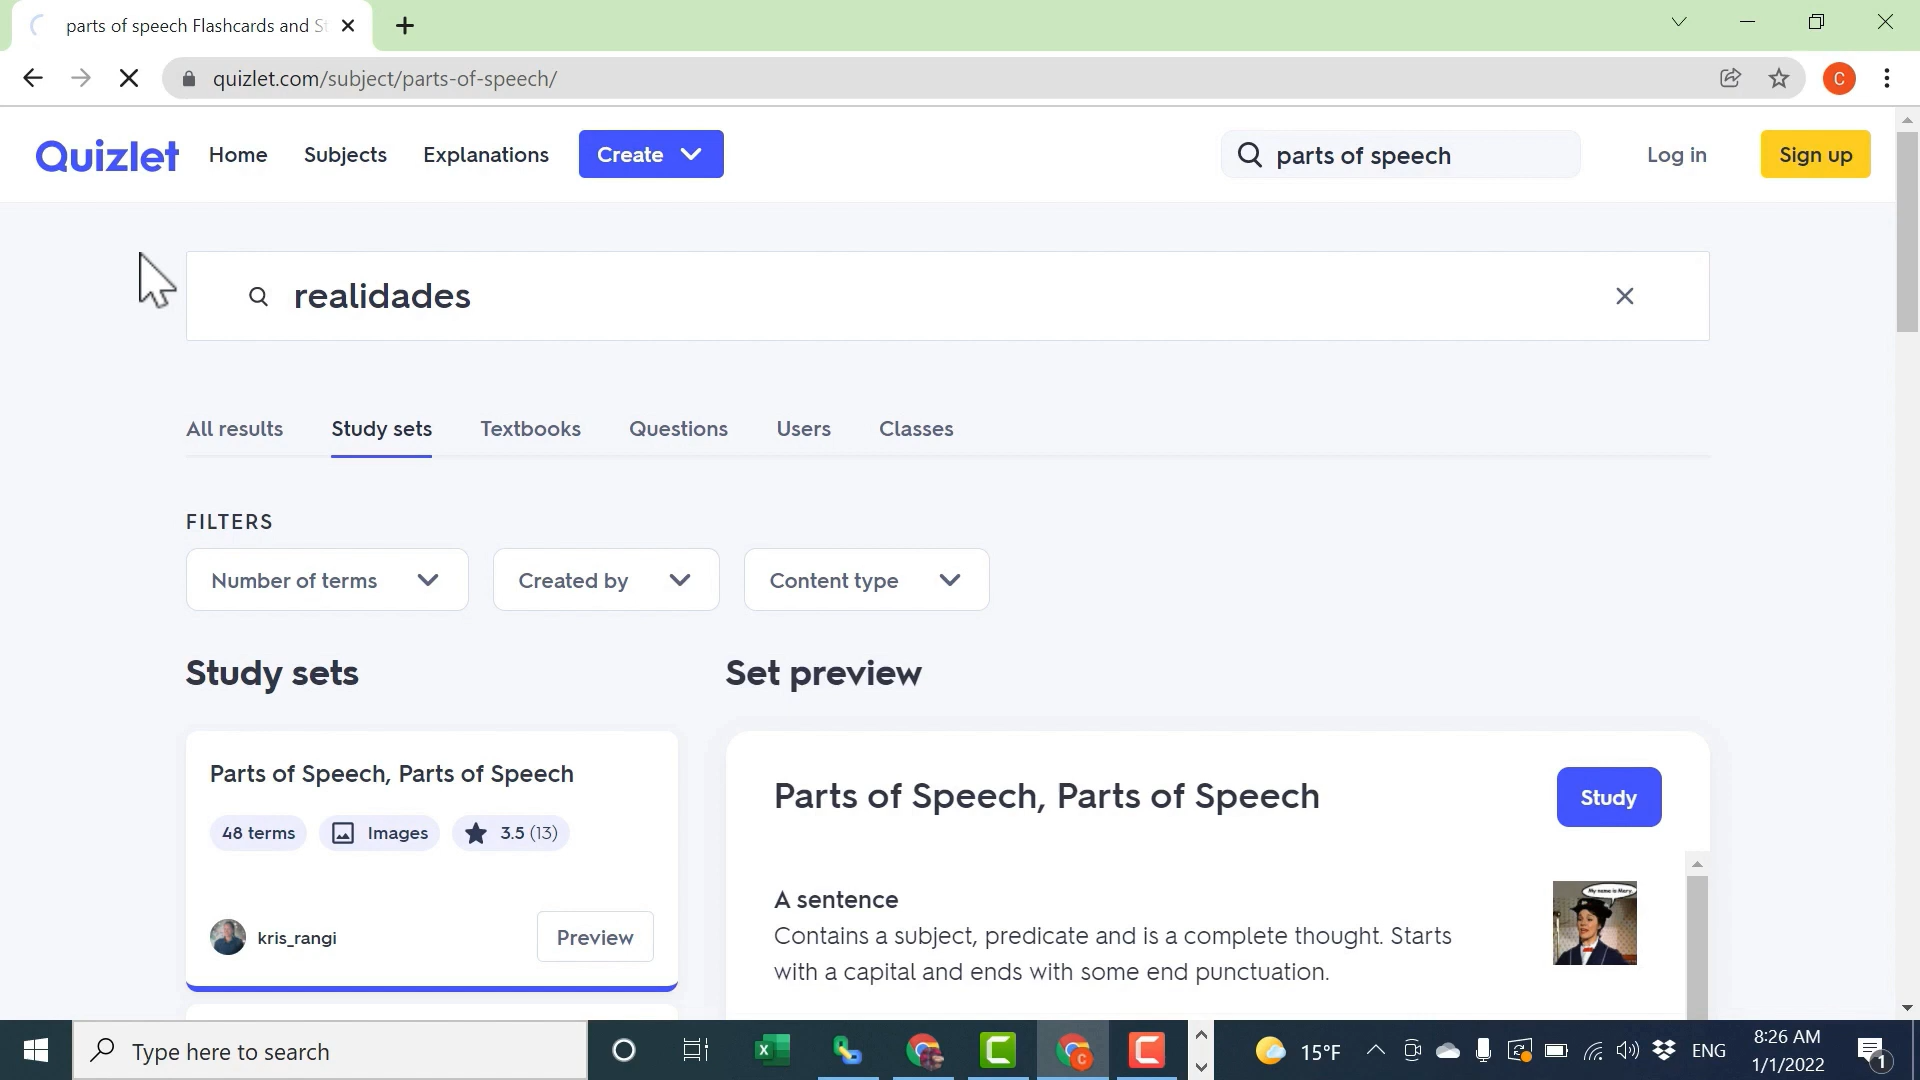 parts of speech Flashcards and St
quizlet.com/subject/parts-of-speech/
C
Quizlet
Home
Subjects
Explanations
Create
parts of speech
Log in
Sign up
realidades
All results
Study sets
Textbooks
Questions
Users
Classes
FILTERS
Number of terms
Created by
Content type
Study sets
Set preview
Parts of Speech, Parts of Speech
48 terms
Images
3.5 (13)
kris_rangi
Preview
Parts of Speech, Parts of Speech
Study
A sentence
Contains a subject, predicate and is a complete thought. Starts
with a capital and ends with some end punctuation.
My name is Mary.
Type here to search
15°F
ENG
8:26 AM
1/1/2022
1